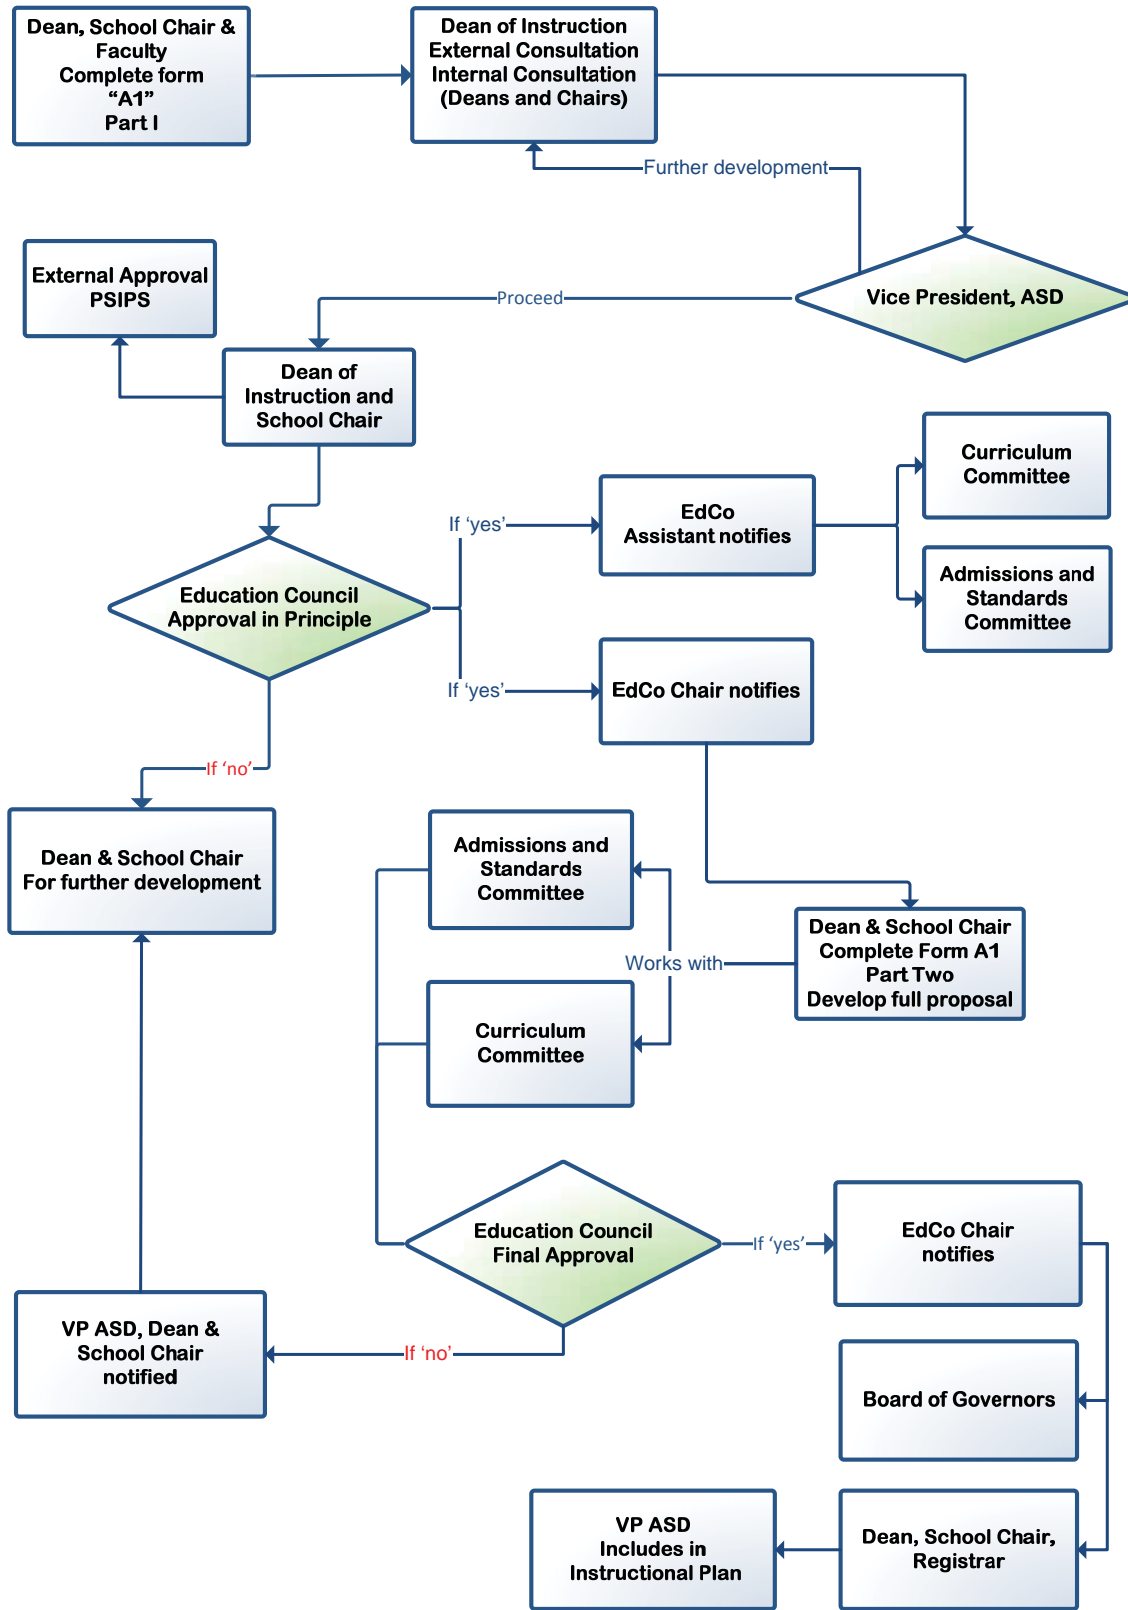 Dean, School Chair &
Faculty
Complete form
“A1”
Part I
Dean of Instruction
External Consultation
Internal Consultation
(Deans and Chairs)
Further development
External Approval
PSIPS
Proceed
Vice President, ASD
Dean of
Instruction and
School Chair
Curriculum
Committee
If ‘yes’
EdCo
Assistant notifies
Admissions and
Standards
Committee
Education Council
Approval in Principle
If ‘yes’
EdCo Chair notifies
If ‘no’
Dean & School Chair
For further development
Admissions and
Standards
Committee
Works with
Dean & School Chair
Complete Form A1
Part Two
Develop full proposal
Curriculum
Committee
Education Council
Final Approval
If ‘yes’
EdCo Chair
notifies
VP ASD, Dean &
School Chair
notified
If ‘no’
Board of Governors
VP ASD
Includes in
Instructional Plan
Dean, School Chair,
Registrar